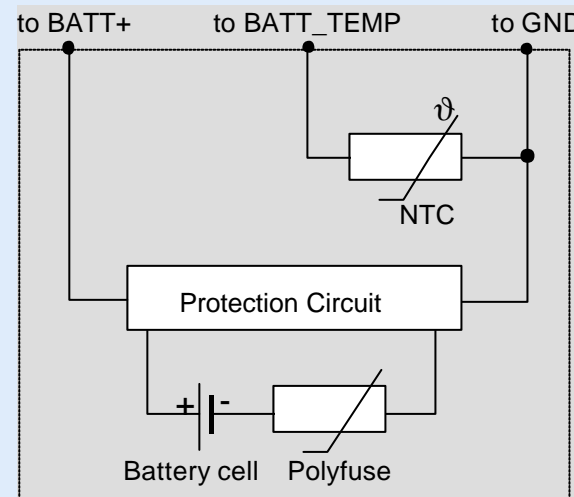 to BATT+ to BATT_TEMP to GND
ϑ
NTC
Protection Circuit
+ -
Battery cell Polyfuse